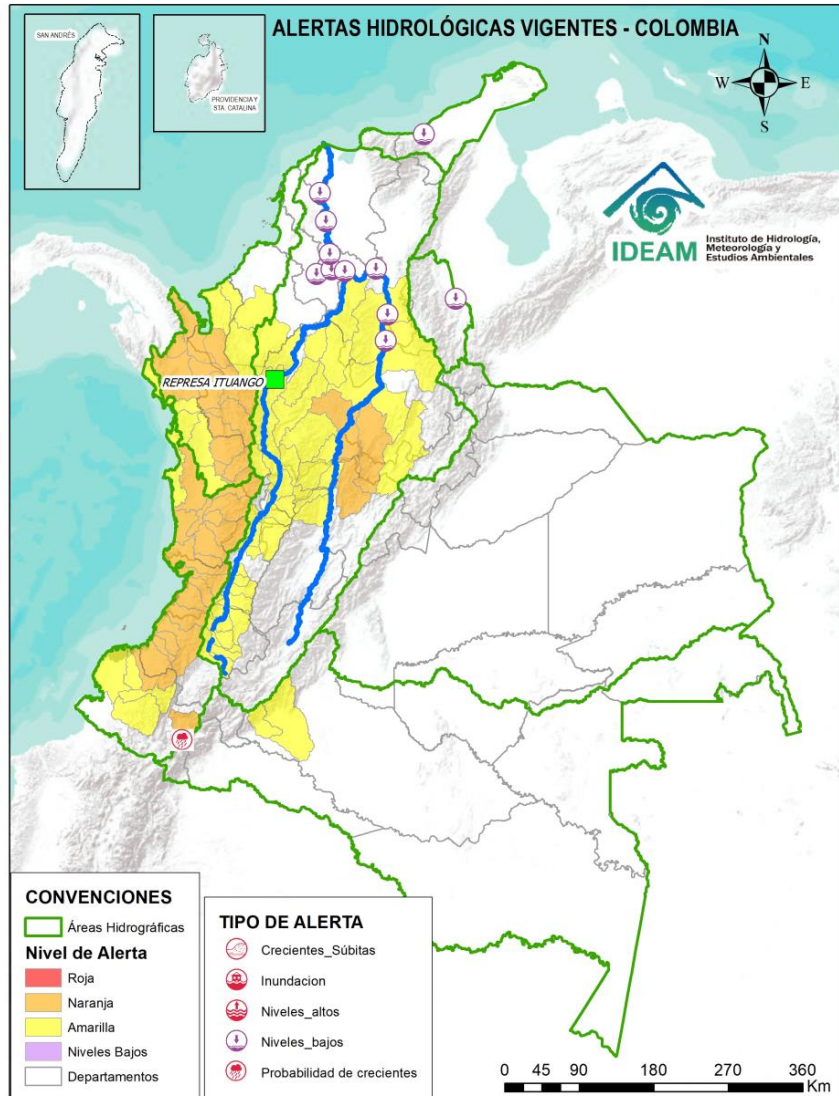 ALERTAS HIDROLÓGICAS VIGENTES - COLOMBIA
SAN ANDRÉS
PROVIDENCIA Y
STA. CATALINA
N
W
E
S
IDEAM
Instituto de Hidrología,
Meteorología y
Estudios Ambientales
REPRESA ITUANGO
CONVENCIONES
Áreas Hidrográficas
Nivel de Alerta
Roja
Naranja
Amarilla
Niveles Bajos
Departamentos
TIPO DE ALERTA
Crecientes_Súbitas
Inundacion
Niveles_altos
Niveles_bajos
Probabilidad de crecientes
0 45 90 180 270 360
Km